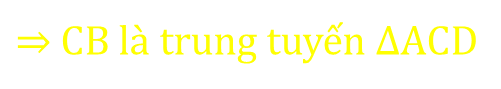 ⇒ CB là trung tuyến ΔACD